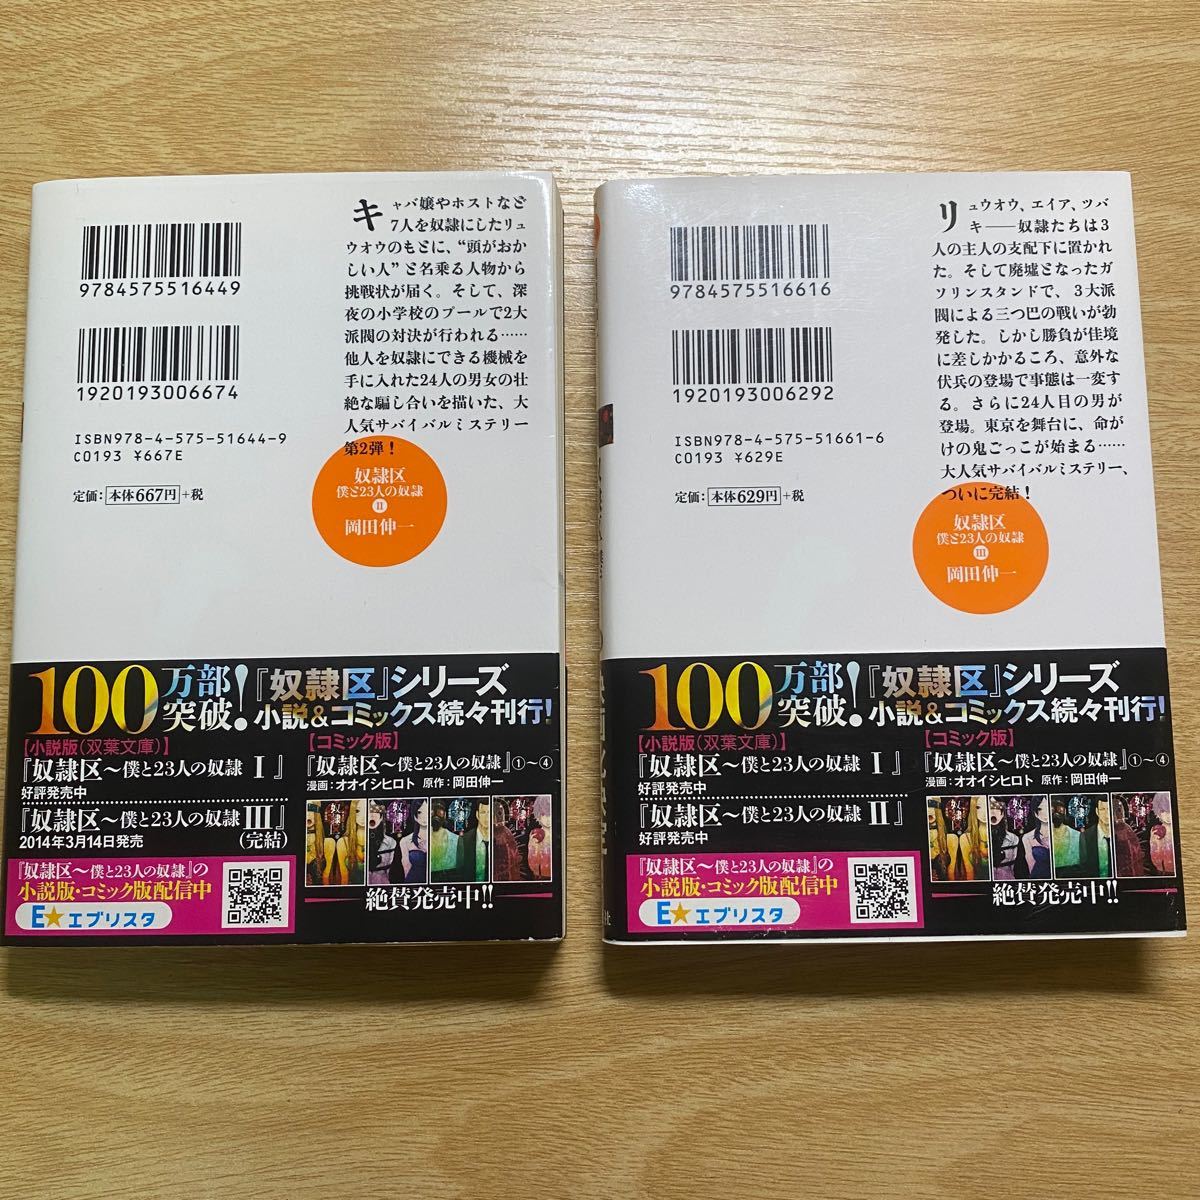 キャバ嬢やホストなど
7人を奴隷にしたリュ
ウオウのもとに、“頭がおか
しい人”と名乗る人物から
挑戦状が届く。そして、深
夜の小学校のプールで2大
派閥の対決が行われる……
他人を奴隷にできる機械を
手に入れた24人の男女の壮
絶な騙し合いを描いた、大
人気サバイバルミステリー
第2弾！
9784575516449
1920193006674
ISBN978-4-575-51644-9
C0193 ¥667E
定価：本体667円+税
奴隷区
僕と23人の奴隷
II
岡田伸一
100万部突破！『奴隷区』シリーズ
小説&コミックス続々刊行！
【小説版(双葉文庫)】
『奴隷区〜僕と23人の奴隷 I』
好評発売中
『奴隷区〜僕と23人の奴隷 III』
2014年3月14日発売 (完結)
【コミック版】
『奴隷区〜僕と23人の奴隷』①〜④
漫画：オオイシヒロト 原作：岡田伸一
絶賛発売中!!
『奴隷区〜僕と23人の奴隷』の
小説版・コミック版配信中
E★エブリスタ
リュウオウ、エイア、ツバ
キ――奴隷たちは3
人の主人の支配下に置かれ
た。そして廃墟となったガ
ソリンスタンドで、3大派
閥による三つ巴の戦いが勃
発した。しかし勝負が佳境
に差しかかるころ、意外な
伏兵の登場で事態は一変す
る。さらに24人目の男が
登場。東京を舞台に、命が
けの鬼ごっこが始まる……
大人気サバイバルミステリー、
ついに完結！
9784575516616
1920193006292
ISBN978-4-575-51661-6
C0193 ¥629E
定価：本体629円+税
奴隷区
僕と23人の奴隷
III
岡田伸一
100万部突破！『奴隷区』シリーズ
小説&コミックス続々刊行！
【小説版(双葉文庫)】
『奴隷区〜僕と23人の奴隷 I』
好評発売中
『奴隷区〜僕と23人の奴隷 II』
好評発売中
【コミック版】
『奴隷区〜僕と23人の奴隷』①〜④
漫画：オオイシヒロト 原作：岡田伸一
絶賛発売中!!
『奴隷区〜僕と23人の奴隷』の
小説版・コミック版配信中
E★エブリスタ